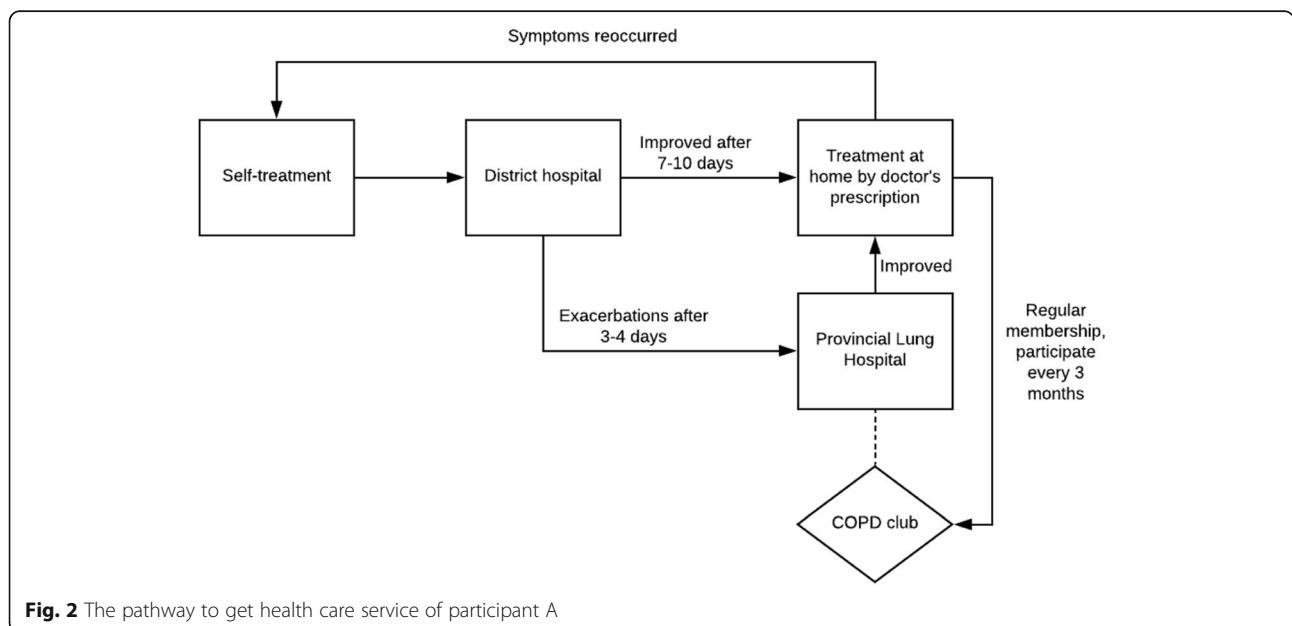 Symptoms reoccurred
Self-treatment
District hospital
Improved after
7-10 days
Treatment at
home by doctor's
prescription
Improved
Exacerbations after
3-4 days
Provincial Lung
Hospital
Regular
membership,
participate
every 3
months
COPD club
Fig. 2 The pathway to get health care service of participant A